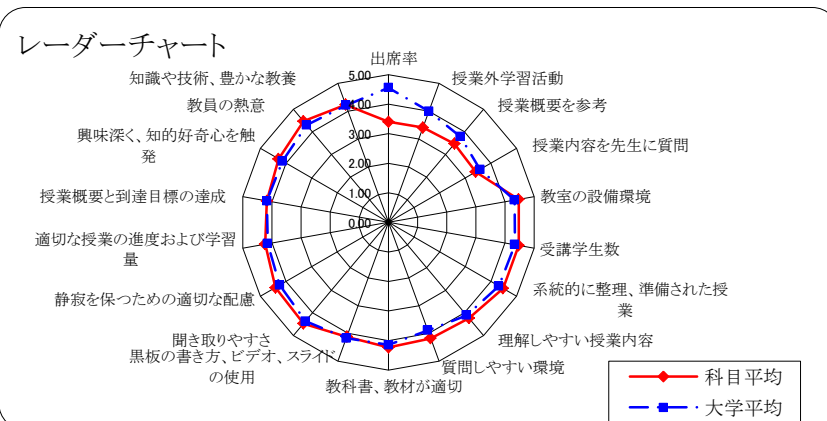 レーダーチャート
出席率
授業外学習活動
授業概要を参考
授業内容を先生に質問
教室の設備環境
受講学生数
系統的に整理、準備された授
業
理解しやすい授業内容
質問しやすい環境
教科書、教材が適切
黒板の書き方、ビデオ、スライド
の使用
聞き取りやすさ
静寂を保つための適切な配慮
適切な授業の進度および学習
量
授業概要と到達目標の達成
興味深く、知的好奇心を触
発
教員の熱意
知識や技術、豊かな教養
5.00
4.00
3.00
2.00
1.00
0.00
科目平均
大学平均